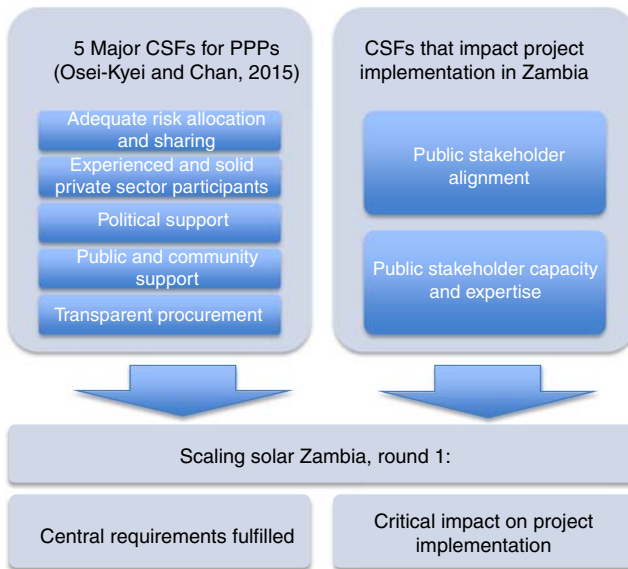 5 Major CSFs for PPPs
(Osei-Kyei and Chan, 2015)
Adequate risk allocation
and sharing
Experienced and solid
private sector participants
Political support
Public and community
support
Transparent procurement
CSFs that impact project
implementation in Zambia
Public stakeholder
alignment
Public stakeholder capacity
and expertise
Scaling solar Zambia, round 1:
Central requirements fulfilled
Critical impact on project
implementation